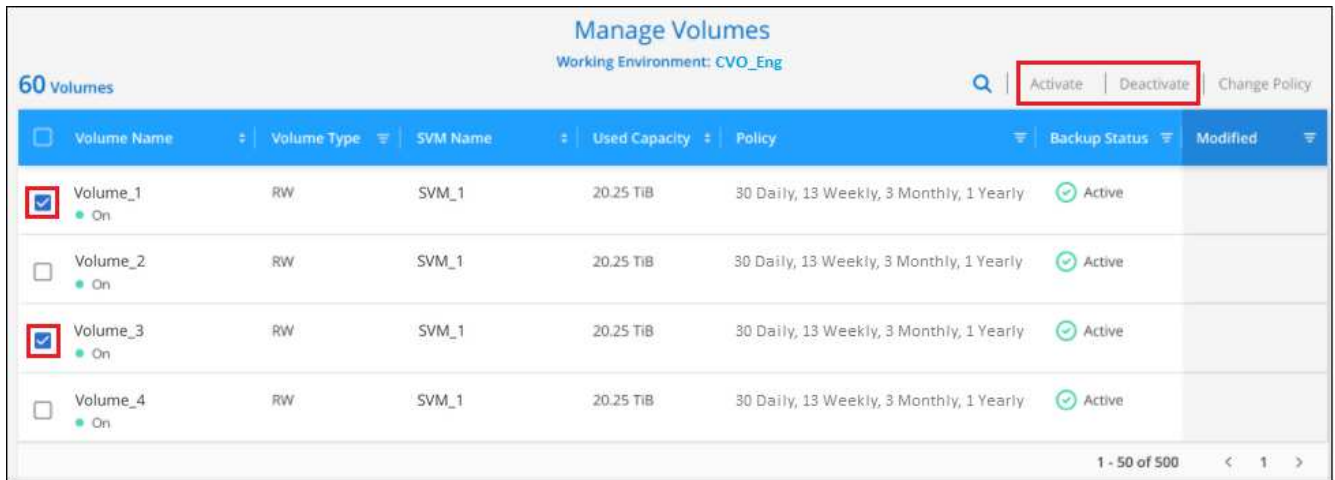 Manage Volumes
Working Environment: CVO_Eng
60 Volumes
Activate Deactivate Change Policy
Volume Name Volume Type SVM Name Used Capacity Policy Backup Status Modified
Volume_1 RW SVM_1 20.25 TiB 30 Daily, 13 Weekly, 3 Monthly, 1 Yearly Active
On
Volume_2 RW SVM_1 20.25 TiB 30 Daily, 13 Weekly, 3 Monthly, 1 Yearly Active
On
Volume_3 RW SVM_1 20.25 TiB 30 Daily, 13 Weekly, 3 Monthly, 1 Yearly Active
On
Volume_4 RW SVM_1 20.25 TiB 30 Daily, 13 Weekly, 3 Monthly, 1 Yearly Active
On
1 - 50 of 500 < 1 >